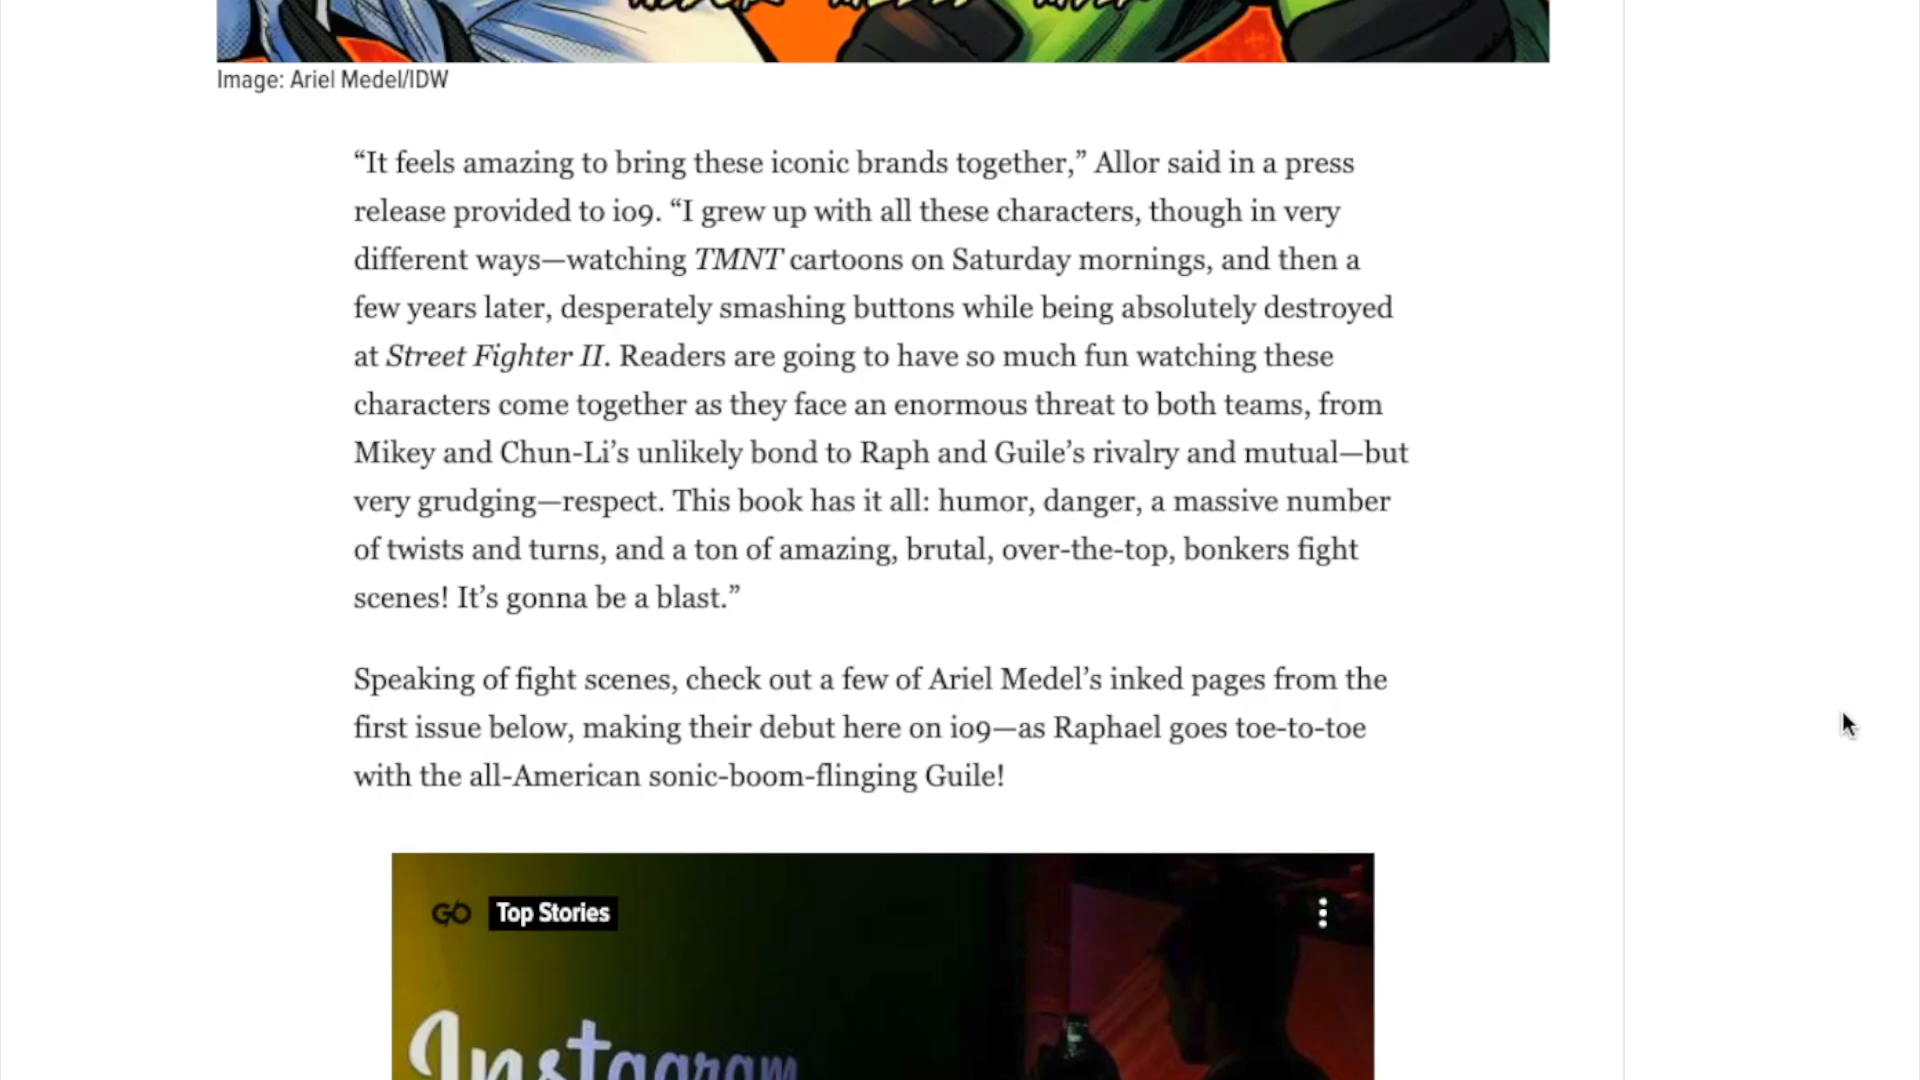 Image: Ariel Medel/IDW
“It feels amazing to bring these iconic brands together,” Allor said in a press
release provided to io9. “I grew up with all these characters, though in very
different ways—watching TMNT cartoons on Saturday mornings, and then a
few years later, desperately smashing buttons while being absolutely destroyed
at Street Fighter II. Readers are going to have so much fun watching these
characters come together as they face an enormous threat to both teams, from
Mikey and Chun-Li’s unlikely bond to Raph and Guile’s rivalry and mutual—but
very grudging—respect. This book has it all: humor, danger, a massive number
of twists and turns, and a ton of amazing, brutal, over-the-top, bonkers fight
scenes! It’s gonna be a blast.”
Speaking of fight scenes, check out a few of Ariel Medel’s inked pages from the
first issue below, making their debut here on io9—as Raphael goes toe-to-toe
with the all-American sonic-boom-flinging Guile!
GO Top Stories
Instagram